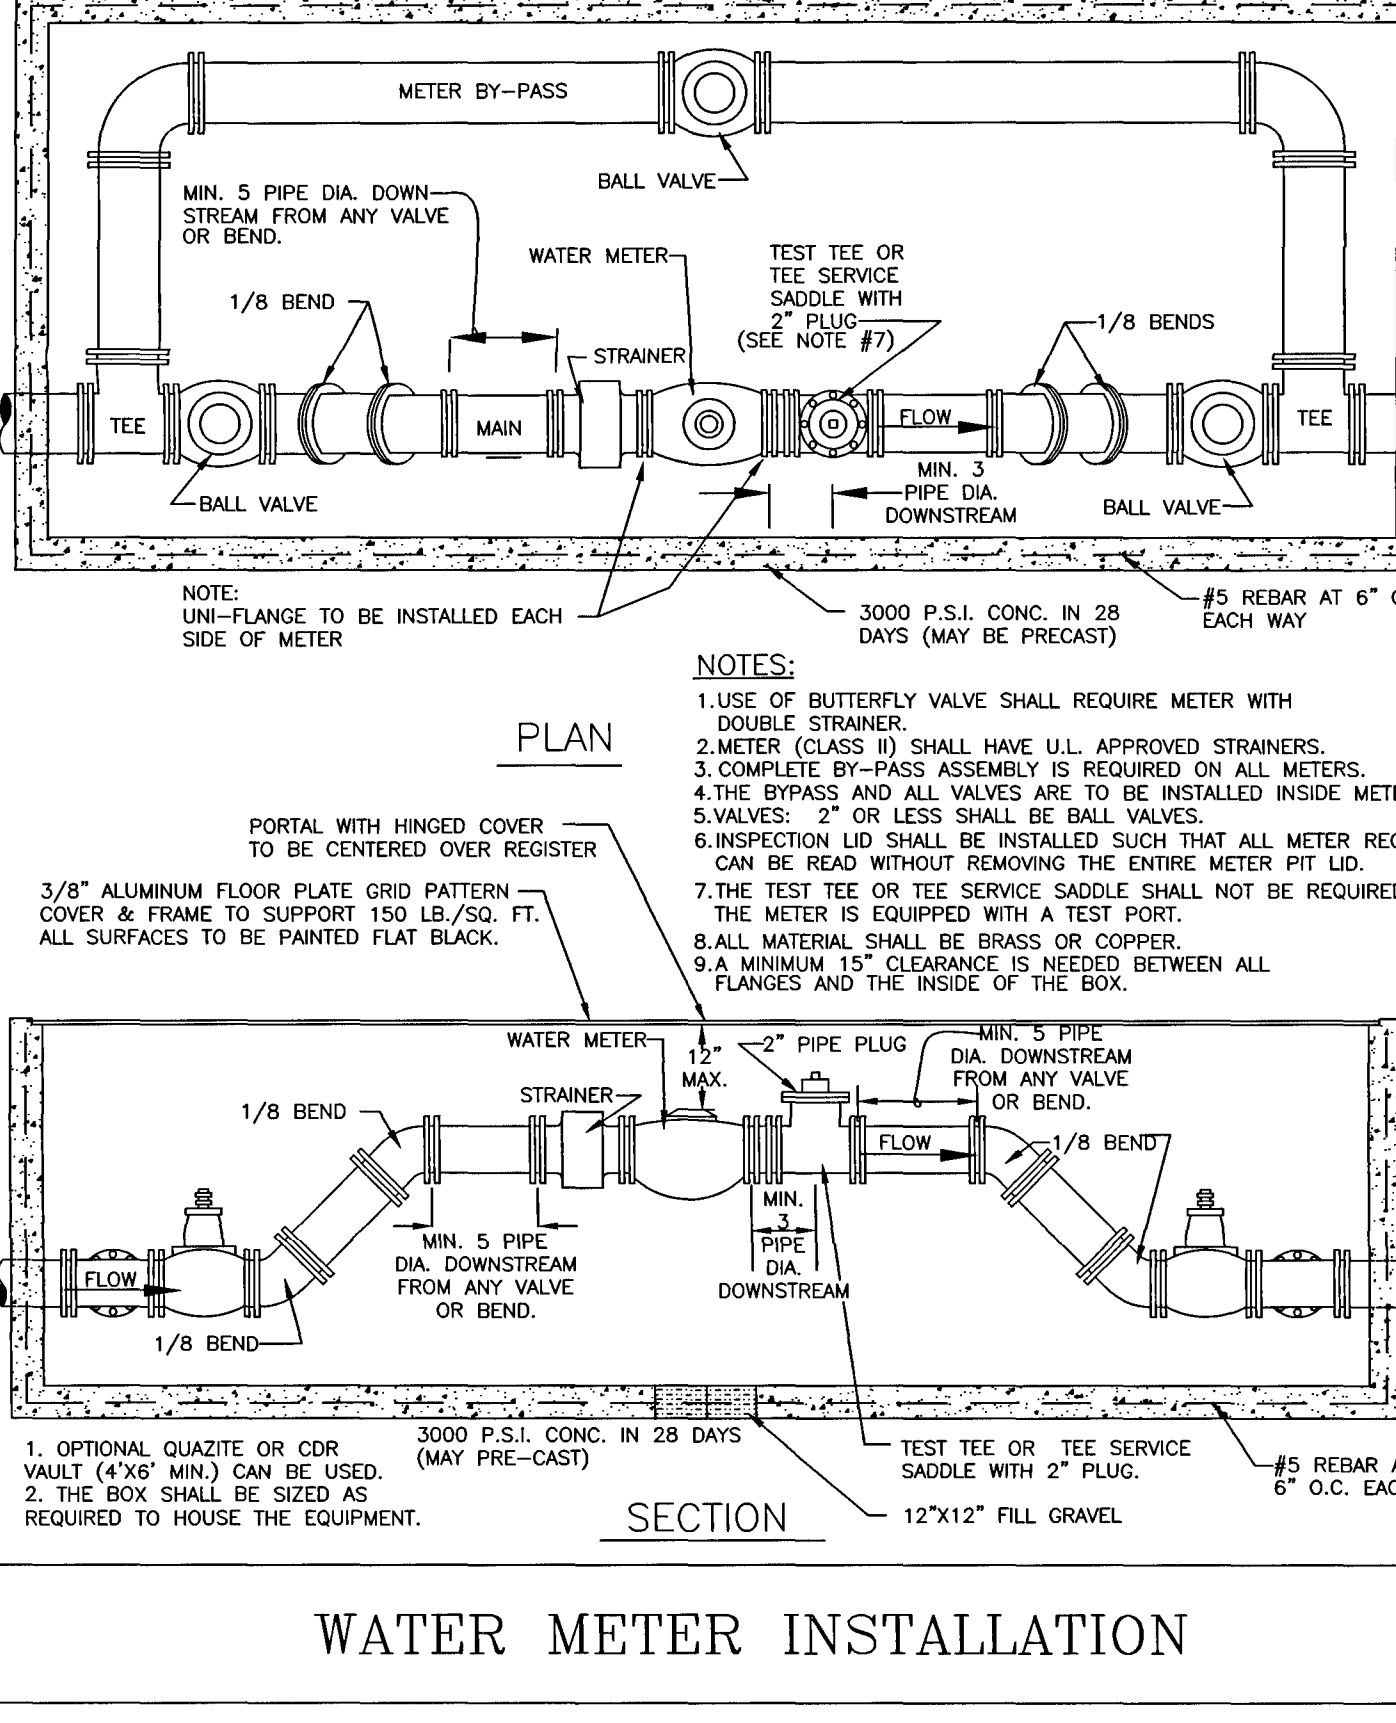 METER BY-PASS
BALL VALVE
MIN. 5 PIPE DIA. DOWN
STREAM FROM ANY VALVE
OR BEND.
WATER METER
TEST TEE OR
TEE SERVICE
SADDLE WITH
2" PLUG
(SEE NOTE #7)
1/8 BEND
1/8 BENDS
STRAINER
TEE
MAIN
FLOW
TEE
BALL VALVE
MIN. 3
PIPE DIA.
DOWNSTREAM
BALL VALVE
NOTE:
UNI-FLANGE TO BE INSTALLED EACH
SIDE OF METER
3000 P.S.I. CONC. IN 28
DAYS (MAY BE PRECAST)
#5 REBAR AT 6"
EACH WAY
PLAN
NOTES:
1. USE OF BUTTERFLY VALVE SHALL REQUIRE METER WITH
DOUBLE STRAINER.
2. METER (CLASS II) SHALL HAVE U.L. APPROVED STRAINERS.
3. COMPLETE BY-PASS ASSEMBLY IS REQUIRED ON ALL METERS.
4. THE BYPASS AND ALL VALVES ARE TO BE INSTALLED INSIDE
5. VALVES: 2" OR LESS SHALL BE BALL VALVES.
6. INSPECTION LID SHALL BE INSTALLED SUCH THAT ALL METER
CAN BE READ WITHOUT REMOVING THE ENTIRE METER PIT LID.
7. THE TEST TEE OR TEE SERVICE SADDLE SHALL NOT BE REQUIRED
THE METER IS EQUIPPED WITH A TEST PORT.
8. ALL MATERIAL SHALL BE BRASS OR COPPER.
9. A MINIMUM 15" CLEARANCE IS NEEDED BETWEEN ALL
FLANGES AND THE INSIDE OF THE BOX.
PORTAL WITH HINGED COVER
TO BE CENTERED OVER REGISTER
3/8" ALUMINUM FLOOR PLATE GRID PATTERN
COVER & FRAME TO SUPPORT 150 LB./SQ. FT.
ALL SURFACES TO BE PAINTED FLAT BLACK.
WATER METER
12"
MAX.
2" PIPE PLUG
MIN. 5 PIPE
DIA. DOWNSTREAM
FROM ANY VALVE
OR BEND.
STRAINER
1/8 BEND
FLOW
1/8 BEND
MIN. 5 PIPE
DIA. DOWNSTREAM
FROM ANY VALVE
OR BEND.
MIN.
3
PIPE
DIA.
DOWNSTREAM
FLOW
1/8 BEND
1. OPTIONAL QUAZITE OR CDR
VAULT (4'X6' MIN.) CAN BE USED.
2. THE BOX SHALL BE SIZED AS
REQUIRED TO HOUSE THE EQUIPMENT.
3000 P.S.I. CONC. IN 28 DAYS
(MAY PRE-CAST)
TEST TEE OR TEE SERVICE
SADDLE WITH 2" PLUG.
#5 REBAR
6" O.C.
12"X12" FILL GRAVEL
SECTION
WATER METER INSTALLATION